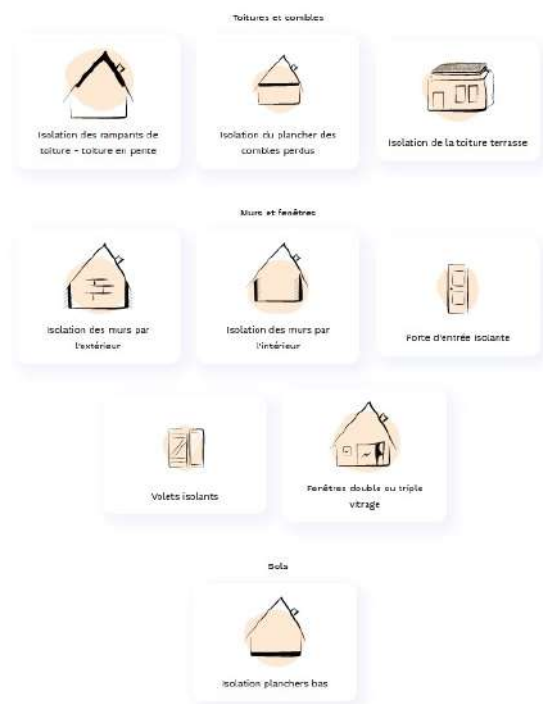 Toitures et combles
Isolation des rampants de
toiture - toiture en pente
Isolation du plancher des
combles perdus
Isolation de la toiture terrasse
Murs et fenêtres
Isolation des murs par
l'extérieur
Isolation des murs par
l'intérieur
Porte d'entrée isolante
Volets isolants
Fenêtres double ou triple
vitrage
Sols
Isolation planchers bas